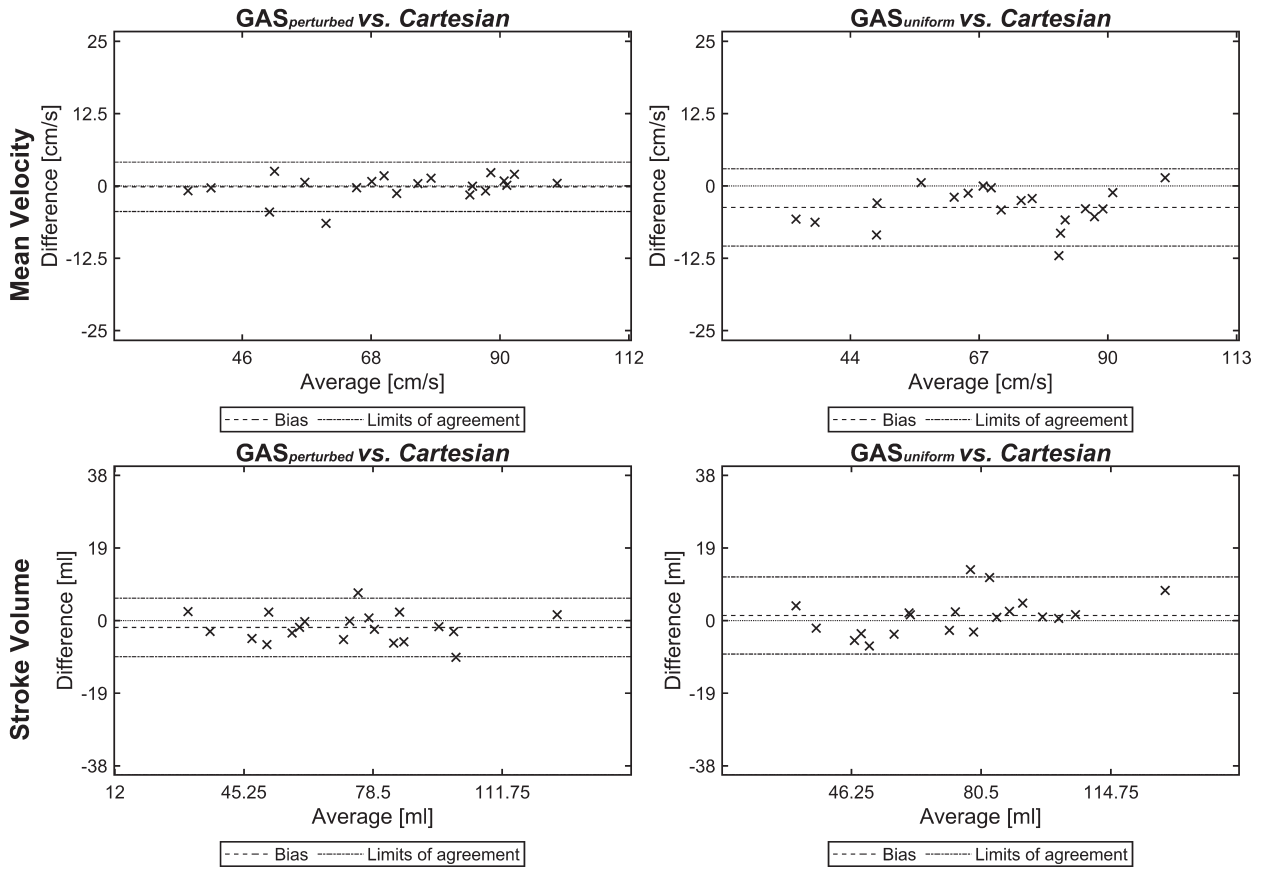 GASperturbed vs. Cartesian
Mean Velocity
Difference [cm/s]
25
12.5
0
-12.5
-25
46 68 90 112
Average [cm/s]
Bias Limits of agreement
GASuniform vs. Cartesian
Difference [cm/s]
25
12.5
0
-12.5
-25
44 67 90 113
Average [cm/s]
Bias Limits of agreement
GASperturbed vs. Cartesian
Stroke Volume
Difference [ml]
38
19
0
-19
-38
12 45.25 78.5 111.75
Average [ml]
Bias Limits of agreement
GASuniform vs. Cartesian
Difference [ml]
38
19
0
-19
-38
46.25 80.5 114.75
Average [ml]
Bias Limits of agreement